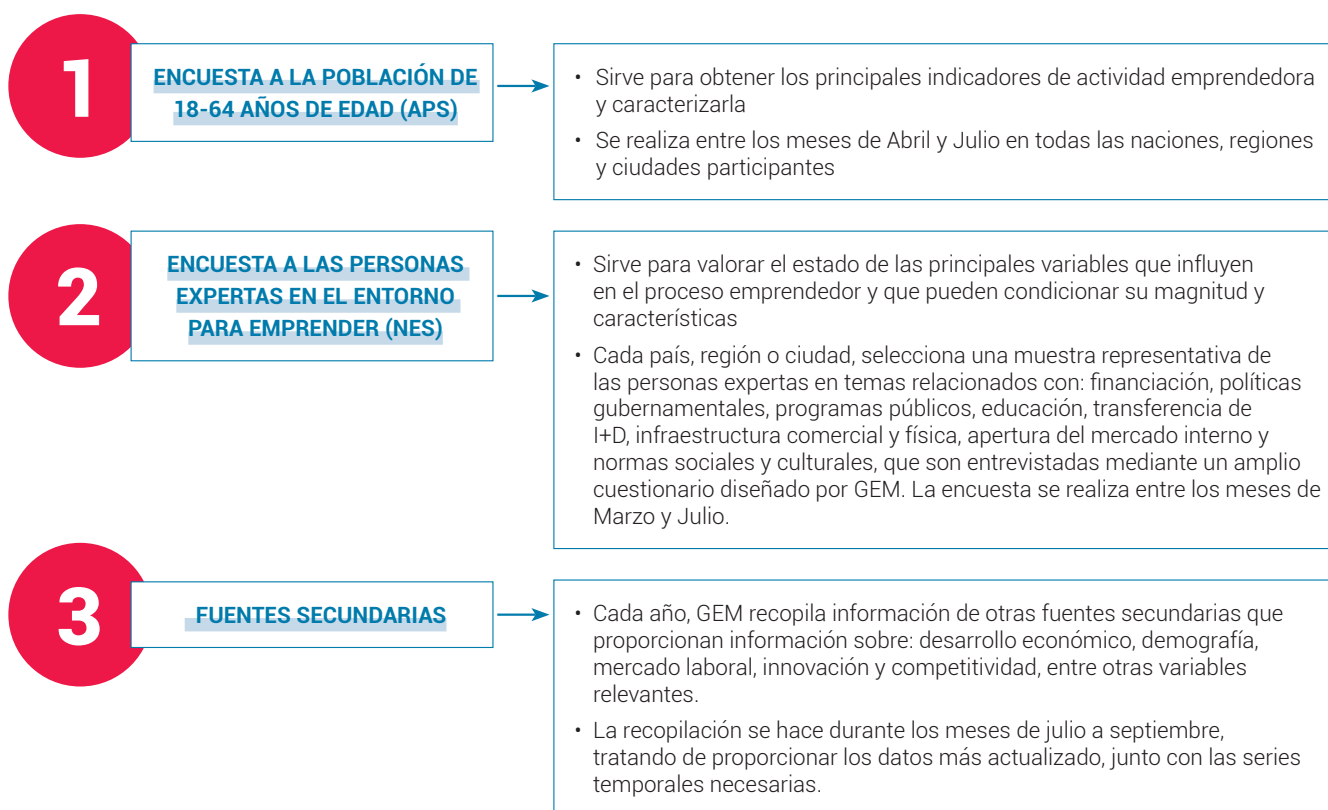 1
ENCUESTA A LA POBLACIÓN DE
18-64 AÑOS DE EDAD (APS)
• Sirve para obtener los principales indicadores de actividad emprendedora
y caracterizarla
• Se realiza entre los meses de Abril y Julio en todas las naciones, regiones
y ciudades participantes
2
ENCUESTA A LAS PERSONAS
EXPERTAS EN EL ENTORNO
PARA EMPRENDER (NES)
• Sirve para valorar el estado de las principales variables que influyen
en el proceso emprendedor y que pueden condicionar su magnitud y
características
• Cada país, región o ciudad, selecciona una muestra representativa de
las personas expertas en temas relacionados con: financiación, políticas
gubernamentales, programas públicos, educación, transferencia de
I+D, infraestructura comercial y física, apertura del mercado interno y
normas sociales y culturales, que son entrevistadas mediante un amplio
cuestionario diseñado por GEM. La encuesta se realiza entre los meses de
Marzo y Julio.
3
FUENTES SECUNDARIAS
• Cada año, GEM recopila información de otras fuentes secundarias que
proporcionan información sobre: desarrollo económico, demografía,
mercado laboral, innovación y competitividad, entre otras variables
relevantes.
• La recopilación se hace durante los meses de julio a septiembre,
tratando de proporcionar los datos más actualizado, junto con las series
temporales necesarias.